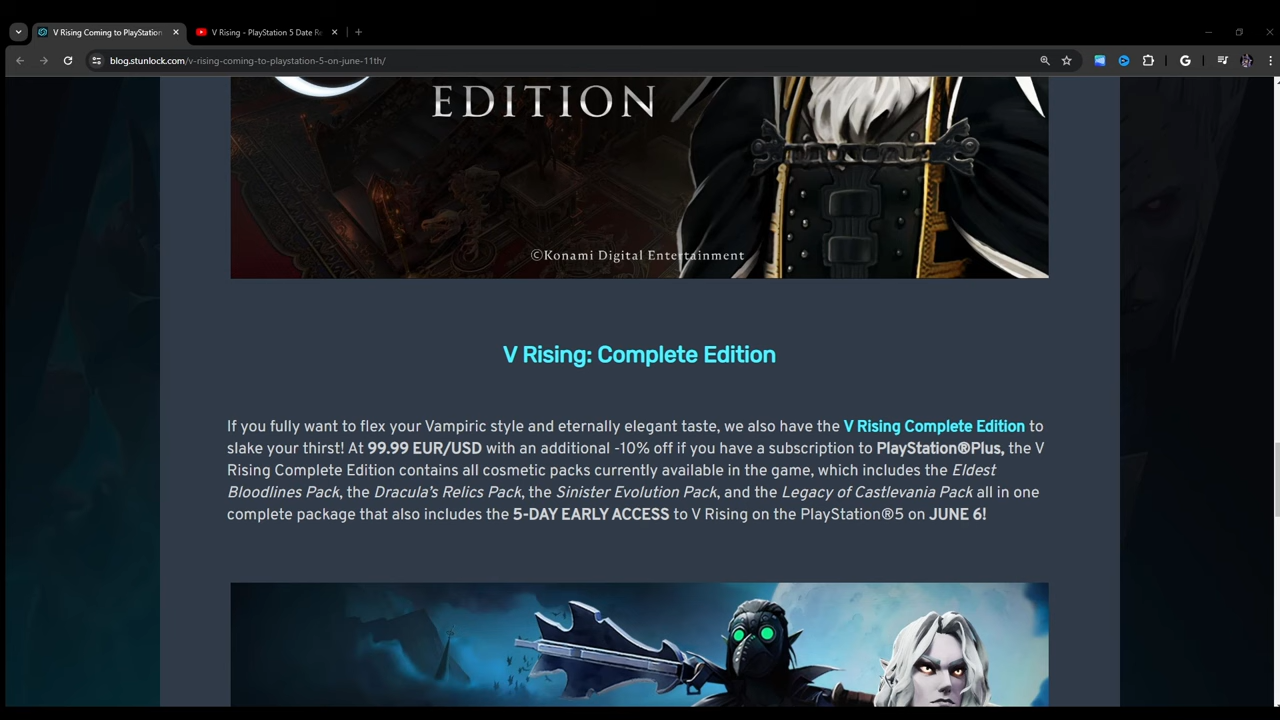 V Rising Coming to PlayStation
V Rising - PlayStation 5 Date Re
blog.stunlock.com/v-rising-coming-to-playstation-5-on-june-11th/
EDITION
©Konami Digital Entertainment
V Rising: Complete Edition
If you fully want to flex your Vampiric style and eternally elegant taste, we also have the V Rising Complete Edition to
slake your thirst! At 99.99 EUR/USD with an additional -10% off if you have a subscription to PlayStation®Plus, the V
Rising Complete Edition contains all cosmetic packs currently available in the game, which includes the Eldest
Bloodlines Pack, the Dracula's Relics Pack, the Sinister Evolution Pack, and the Legacy of Castlevania Pack all in one
complete package that also includes the 5-DAY EARLY ACCESS to V Rising on the PlayStation®5 on JUNE 6!